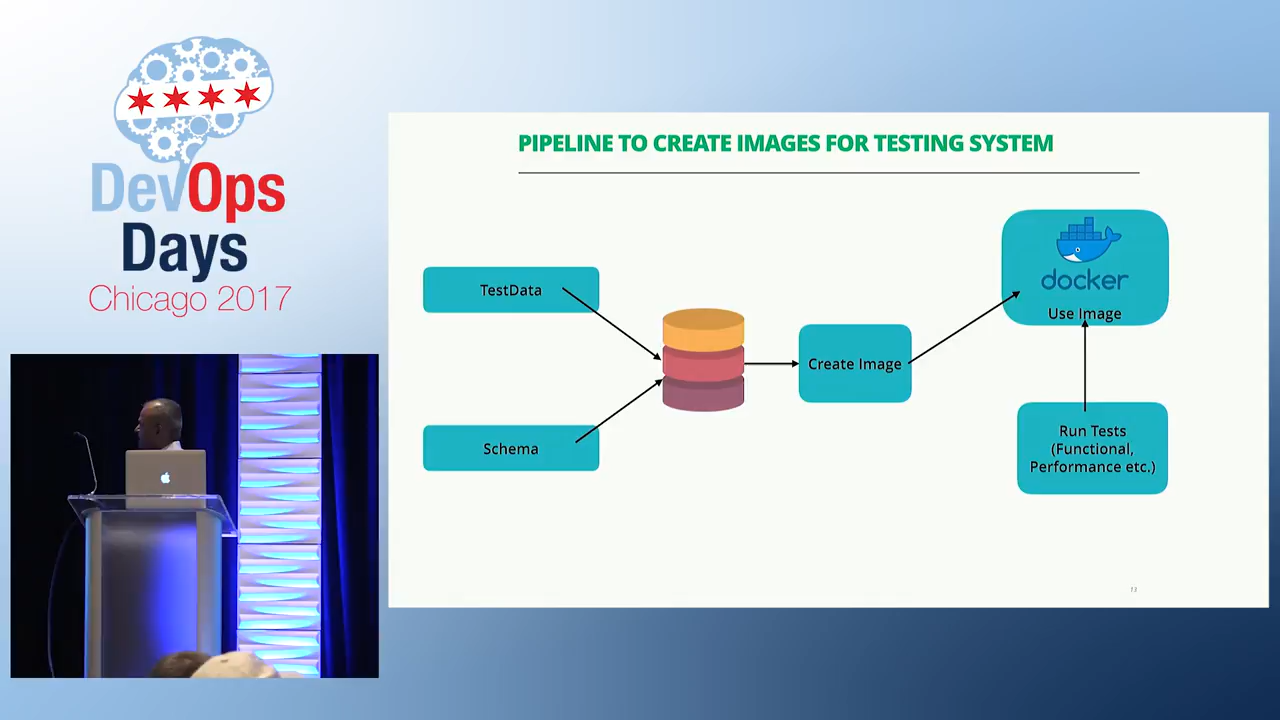 DevOps
Days
Chicago 2017
PIPELINE TO CREATE IMAGES FOR TESTING SYSTEM
TestData
Schema
Create Image
docker
Use Image
Run Tests
(Functional,
Performance etc.)
13